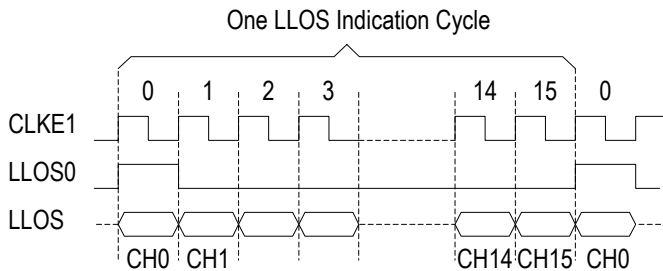 One LLOS Indication Cycle
0 1 2 3 14 15 0
CLKE1
LLOS0
LLOS
CH0 CH1 CH14 CH15 CH0